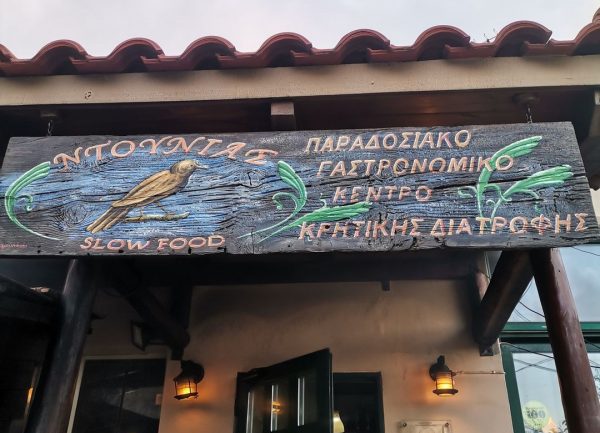 ΝΤΟΥΝΙΑΣ
SLOW FOOD
ΠΑΡΑΔΟΣΙΑΚΟ
ΓΑΣΤΡΟΝΟΜΙΚΟ
ΚΕΝΤΡΟ
ΚΡΗΤΙΚΗΣ ΔΙΑΤΡΟΦΗΣ